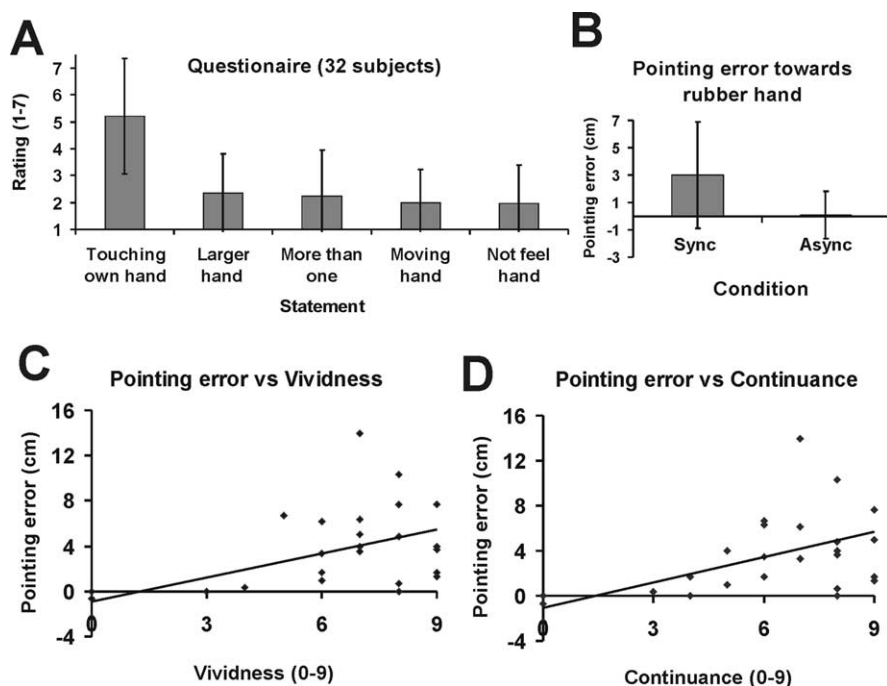 A
Questionaire (32 subjects)
Rating (1-7)
7
6
5
4
3
2
1
Touching own hand
Larger hand
More than one
Moving hand
Not feel hand
Statement
B
Pointing error towards
rubber hand
Pointing error (cm)
7
5
3
1
-1
-3
Sync
Async
Condition
C
Pointing error vs Vividness
Pointing error (cm)
16
12
8
4
0
-4
0
3
6
9
Vividness (0-9)
D
Pointing error vs Continuance
Pointing error (cm)
16
12
8
4
0
-4
0
3
6
9
Continuance (0-9)